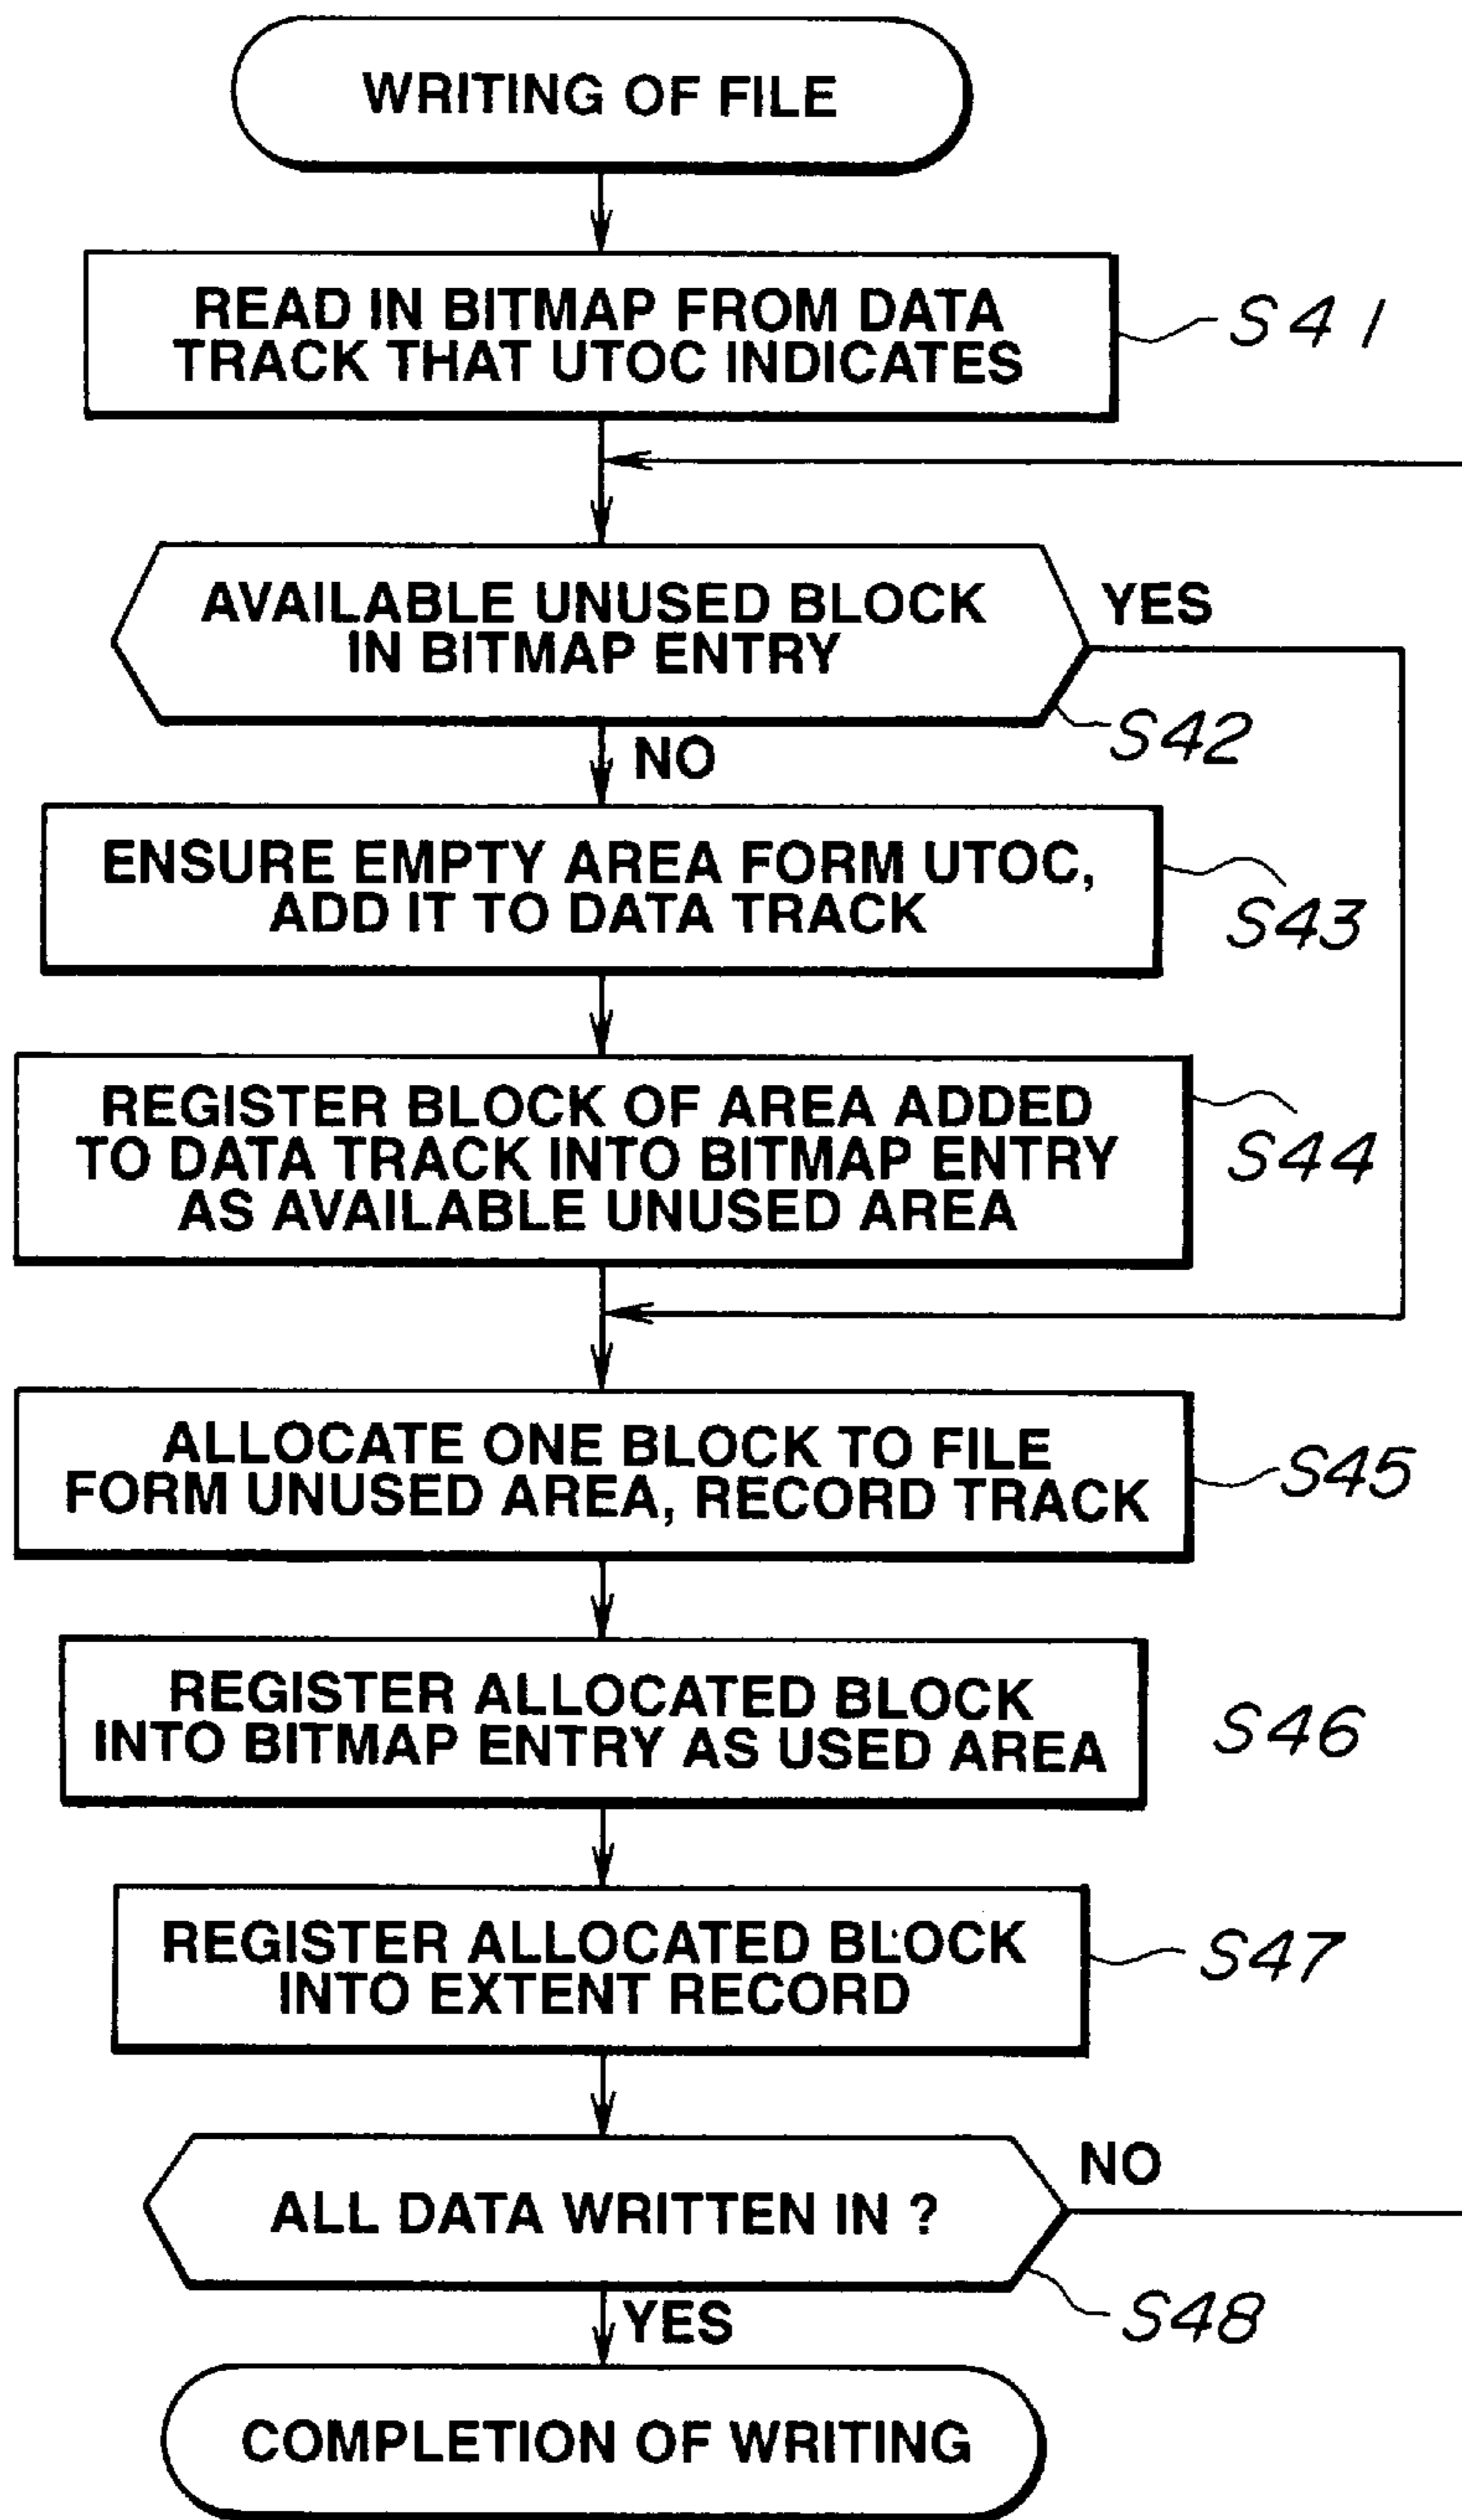 WRITING OF FILE
READ IN BITMAP FROM DATA
TRACK THAT UTOC INDICATES
S41
AVAILABLE UNUSED BLOCK
IN BITMAP ENTRY
YES
S42
NO
ENSURE EMPTY AREA FORM UTOC,
ADD IT TO DATA TRACK
S43
REGISTER BLOCK OF AREA ADDED
TO DATA TRACK INTO BITMAP ENTRY
AS AVAILABLE UNUSED AREA
S44
ALLOCATE ONE BLOCK TO FILE
FORM UNUSED AREA, RECORD TRACK
S45
REGISTER ALLOCATED BLOCK
INTO BITMAP ENTRY AS USED AREA
S46
REGISTER ALLOCATED BLOCK
INTO EXTENT RECORD
S47
ALL DATA WRITTEN IN ?
NO
S48
YES
COMPLETION OF WRITING